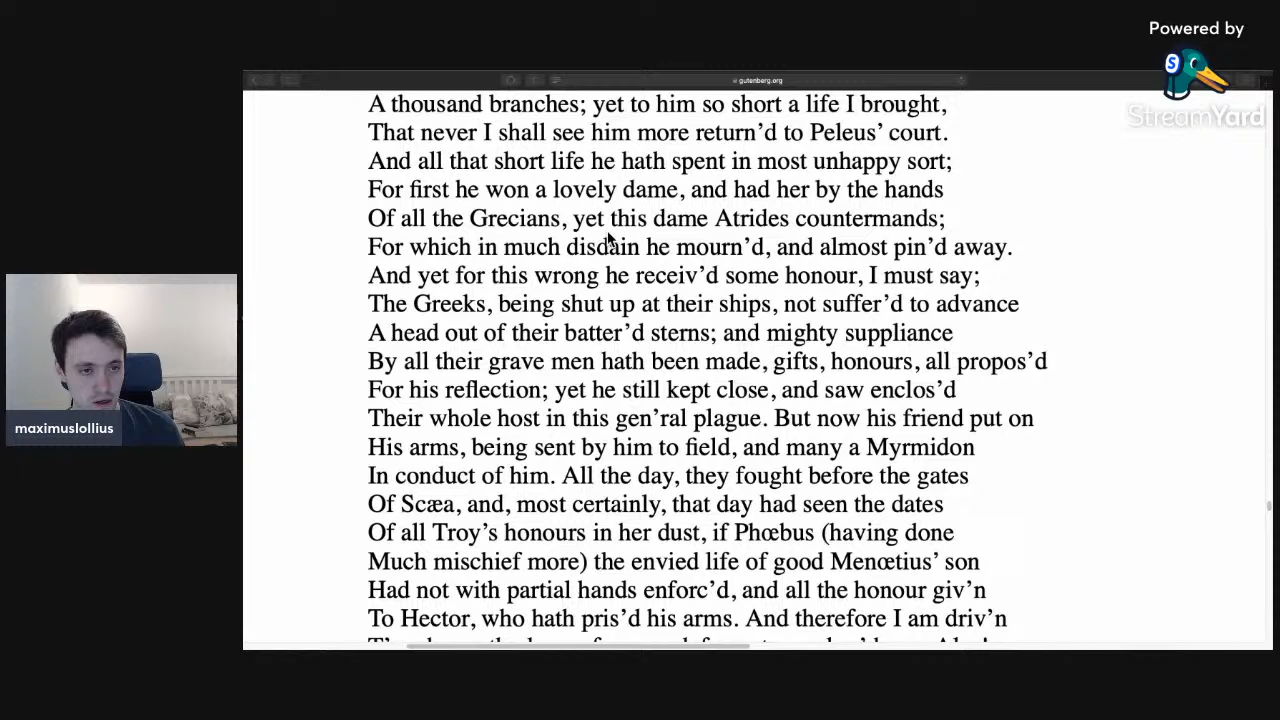 Powered by
StreamYard
gutenberg.org
A thousand branches; yet to him so short a life I brought,
That never I shall see him more return’d to Peleus’ court.
And all that short life he hath spent in most unhappy sort;
For first he won a lovely dame, and had her by the hands
Of all the Grecians, yet this dame Atrides countermands;
For which in much disdain he mourn’d, and almost pin’d away.
And yet for this wrong he receiv’d some honour, I must say;
The Greeks, being shut up at their ships, not suffer’d to advance
A head out of their batter’d sterns; and mighty suppliance
By all their grave men hath been made, gifts, honours, all propos’d
For his reflection; yet he still kept close, and saw enclos’d
Their whole host in this gen’ral plague. But now his friend put on
His arms, being sent by him to field, and many a Myrmidon
In conduct of him. All the day, they fought before the gates
Of Scæa, and, most certainly, that day had seen the dates
Of all Troy’s honours in her dust, if Phœbus (having done
Much mischief more) the envied life of good Menœtius’ son
Had not with partial hands enforc’d, and all the honour giv’n
To Hector, who hath pris’d his arms. And therefore I am driv’n
maximuslollius